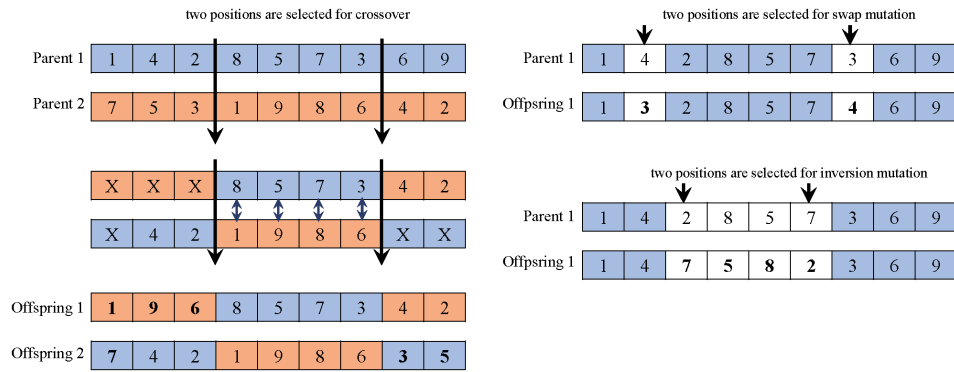 two positions are selected for crossover
Parent 1 1 4 2 8 5 7 3 6 9
Parent 2 7 5 3 1 9 8 6 4 2
X X X 8 5 7 3 4 2
X 4 2 1 9 8 6 X X
Offspring 1 1 9 6 8 5 7 3 4 2
Offspring 2 7 4 2 1 9 8 6 3 5
two positions are selected for swap mutation
Parent 1 1 4 2 8 5 7 3 6 9
Offpsring 1 1 3 2 8 5 7 4 6 9
two positions are selected for inversion mutation
Parent 1 1 4 2 8 5 7 3 6 9
Offpsring 1 1 4 7 5 8 2 3 6 9